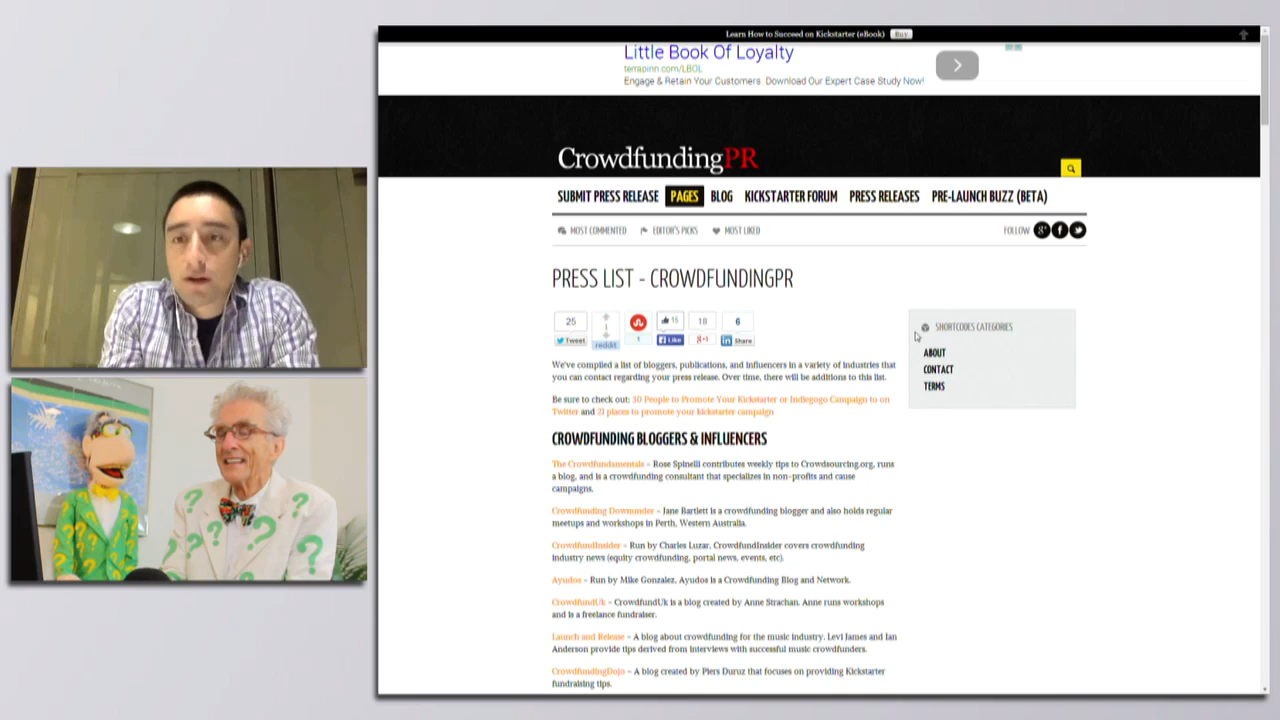 Learn How to Succeed on Kickstarter (eBook) Buy
Little Book Of Loyalty
terrapinn.com/LBOL
Engage & Retain Your Customers Download Our Expert Case Study Now!
CrowdfundingPR
SUBMIT PRESS RELEASE PAGES BLOG KICKSTARTER FORUM PRESS RELEASES PRE-LAUNCH BUZZ (BETA)
MOST COMMENTED EDITOR'S PICKS MOST LIKED FOLLOW
PRESS LIST - CROWDFUNDINGPR
25 1 15 18 6
Tweet reddit 1 Like +1 Share
SHORTCODES CATEGORIES
ABOUT
CONTACT
TERMS
We've compiled a list of bloggers, publications, and influencers in a variety of industries that
you can contact regarding your press release. Over time, there will be additions to this list.
Be sure to check out: 30 People to Promote Your Kickstarter or Indiegogo Campaign to on
Twitter and 21 places to promote your kickstarter campaign
CROWDFUNDING BLOGGERS & INFLUENCERS
The Crowdfundamentals – Rose Spinelli contributes weekly tips to Crowdsourcing.org, runs
a blog, and is a crowdfunding consultant that specializes in non-profits and cause
campaigns.
Crowdfunding Downunder – Jane Bartlett is a crowdfunding blogger and also holds regular
meetups and workshops in Perth, Western Australia.
CrowdfundInsider – Run by Charles Luzar, CrowdfundInsider covers crowdfunding
industry news (equity crowdfunding, portal news, events, etc).
Ayudos – Run by Mike Gonzalez, Ayudos is a Crowdfunding Blog and Network.
CrowdfundUk – CrowdfundUk is a blog created by Anne Strachan. Anne runs workshops
and is a freelance fundraiser.
Launch and Release – A blog about crowdfunding for the music industry. Levi James and Ian
Anderson provide tips derived from interviews with successful music crowdfunders.
CrowdfundingDojo – A blog created by Piers Duruz that focuses on providing Kickstarter
fundraising tips.